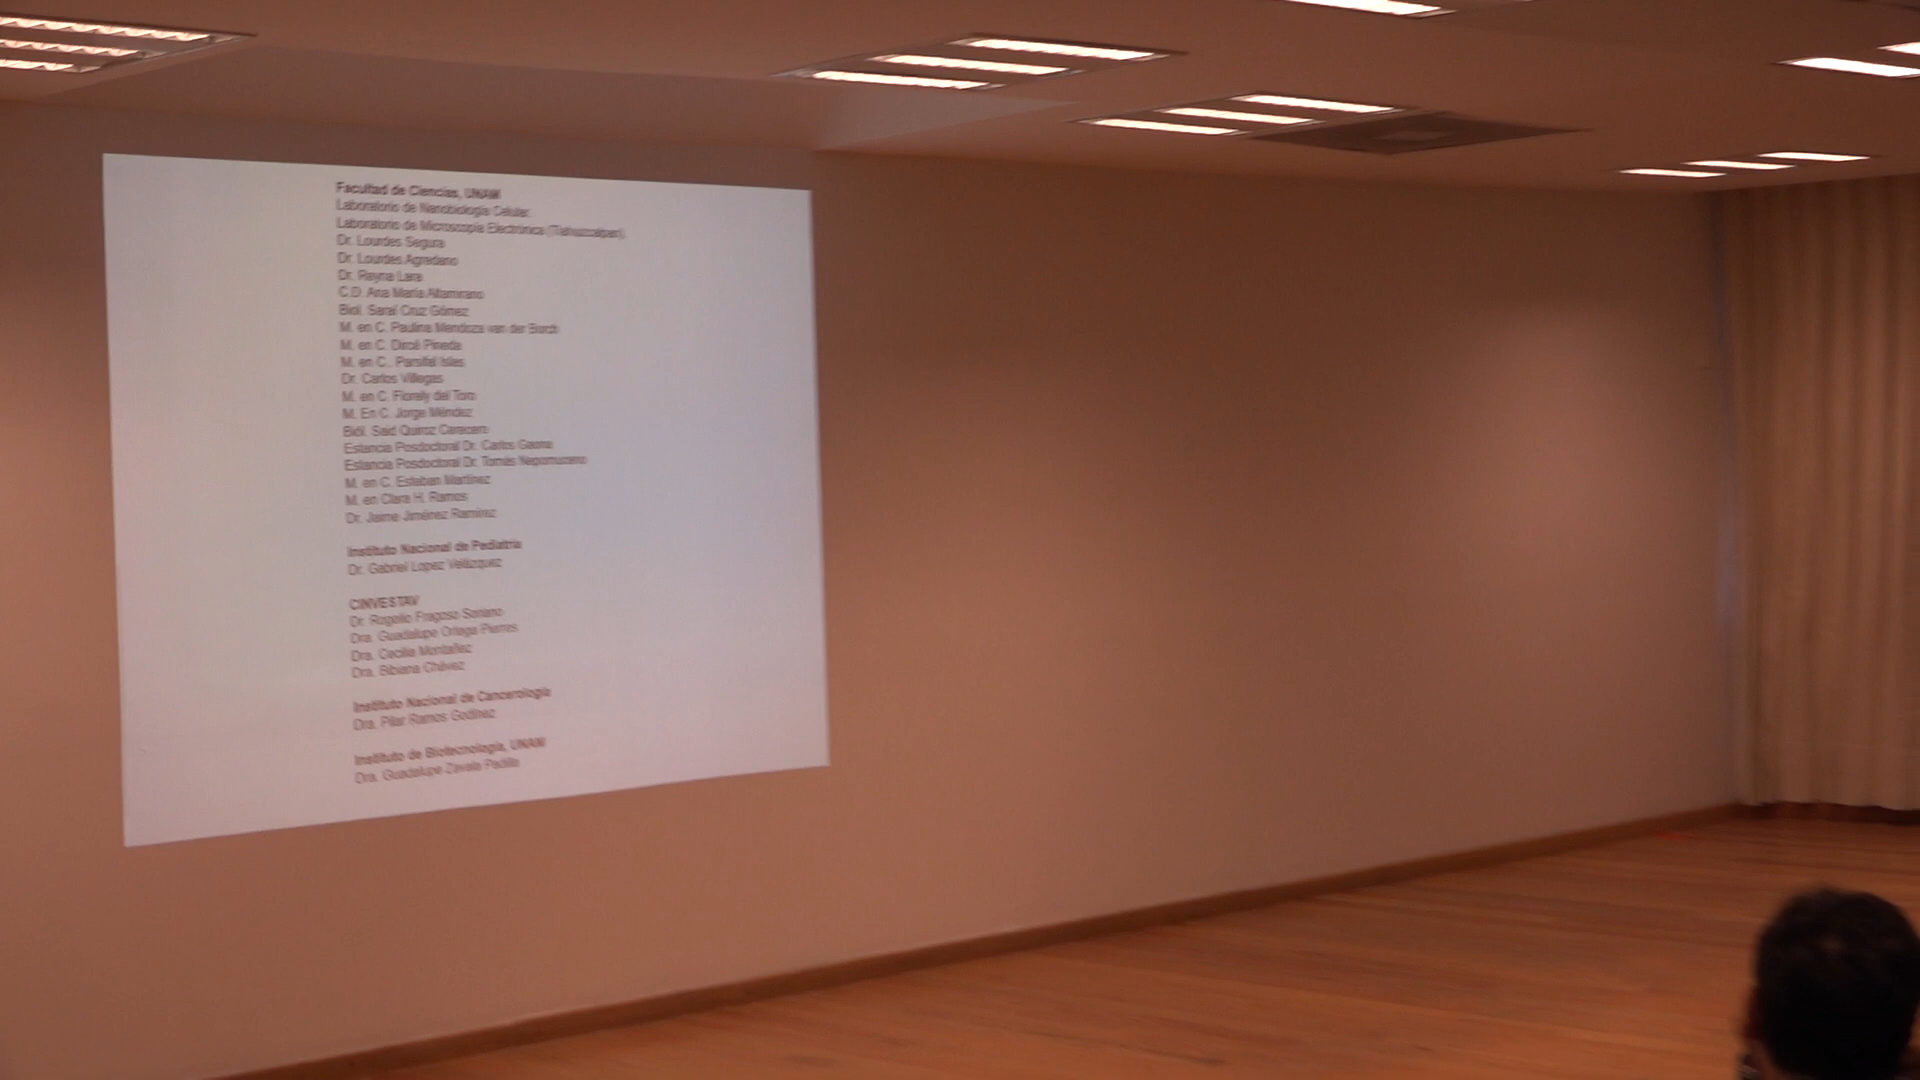 Facultad de Ciencias, UNAM
Laboratorio de Nanobiología Celular.
Laboratorio de Microscopía Electrónica (Tlahuizcalpan).
Dr. Lourdes Segura
Dr. Lourdes Agredano
Dr. Reyna Lara
C.D. Ana María Altamirano
Biol. Saraí Cruz Gómez
M. en C. Paulina Mendoza van der Borch
M. en C. Dircé Pineda
M. en C.. Parsifal Islas
Dr. Carlos Villegas
M. en C. Florely del Toro
M. En C. Jorge Méndez
Biól. Said Quiroz
Estancia Posdoctoral Dr. Carlos Gaona
Estancia Posdoctoral Dr. Tomás Nepomuceno
M. en C. Esteban Martínez
M. en Clara H. Ramos
Dr. Jaime Jiménez Ramírez
Instituto Nacional de Pediatría
Dr. Gabriel Lopez Velázquez
CINVESTAV
Dr. Rogelio Fragoso Soriano
Dra. Guadalupe Ortega Pierres
Dra. Cecilia Montañez
Dra. Bibiana Chávez
Instituto Nacional de Cancerología
Dra. Pilar Ramos Godínez
Instituto de Biotecnología, UNAM
Dra. Guadalupe Zavala Padilla